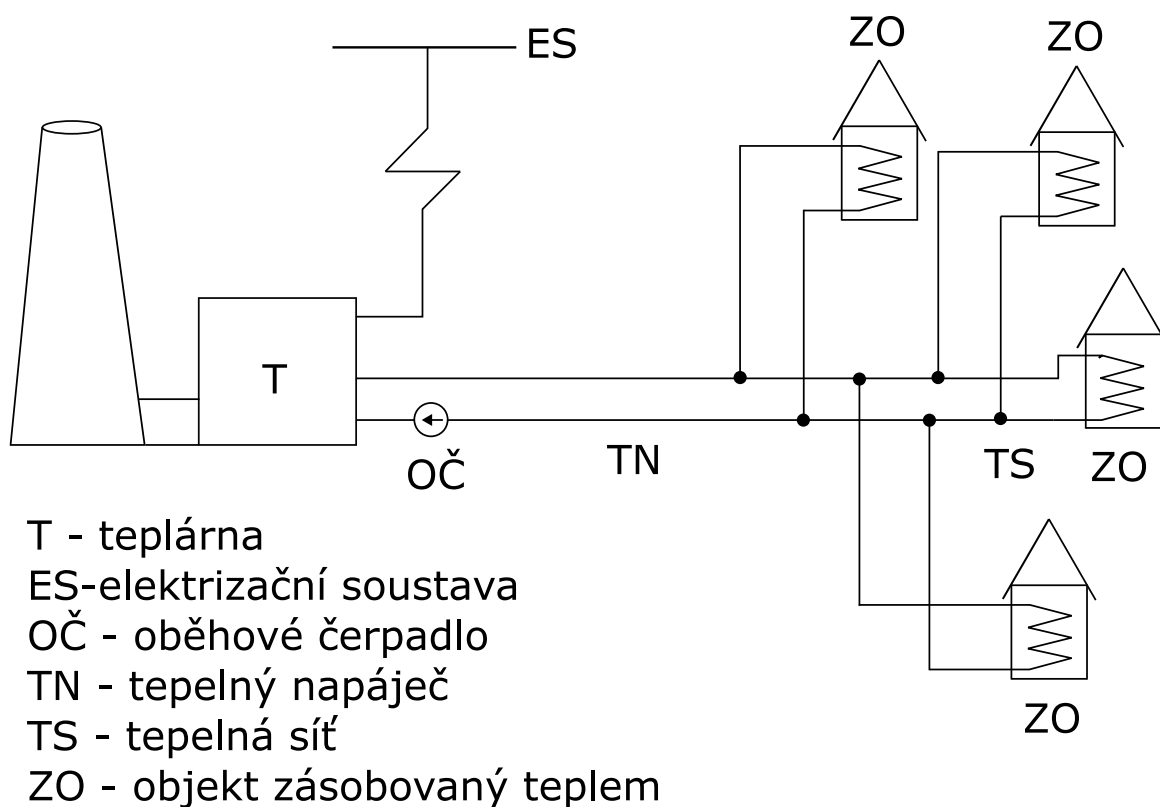 ES
ZO
ZO
T
OČ
TN
TS
ZO
ZO
T - teplárna
ES-elektrizační soustava
OČ - oběhové čerpadlo
TN - tepelný napáječ
TS - tepelná síť
ZO - objekt zásobovaný teplem